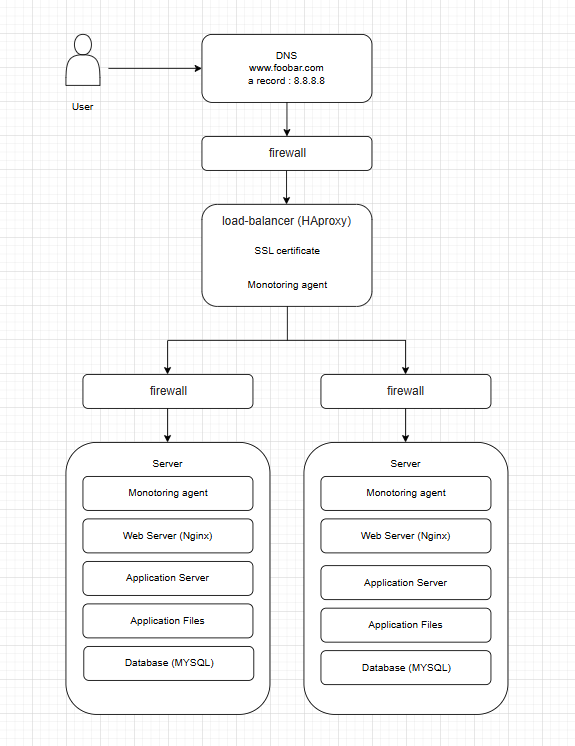 DNS
www.foobar.com
a record : 8.8.8.8
User
firewall
load-balancer (HAproxy)
SSL certificate
Monotoring agent
firewall
firewall
Server
Monotoring agent
Web Server (Nginx)
Application Server
Application Files
Database (MYSQL)
Server
Monotoring agent
Web Server (Nginx)
Application Server
Application Files
Database (MYSQL)